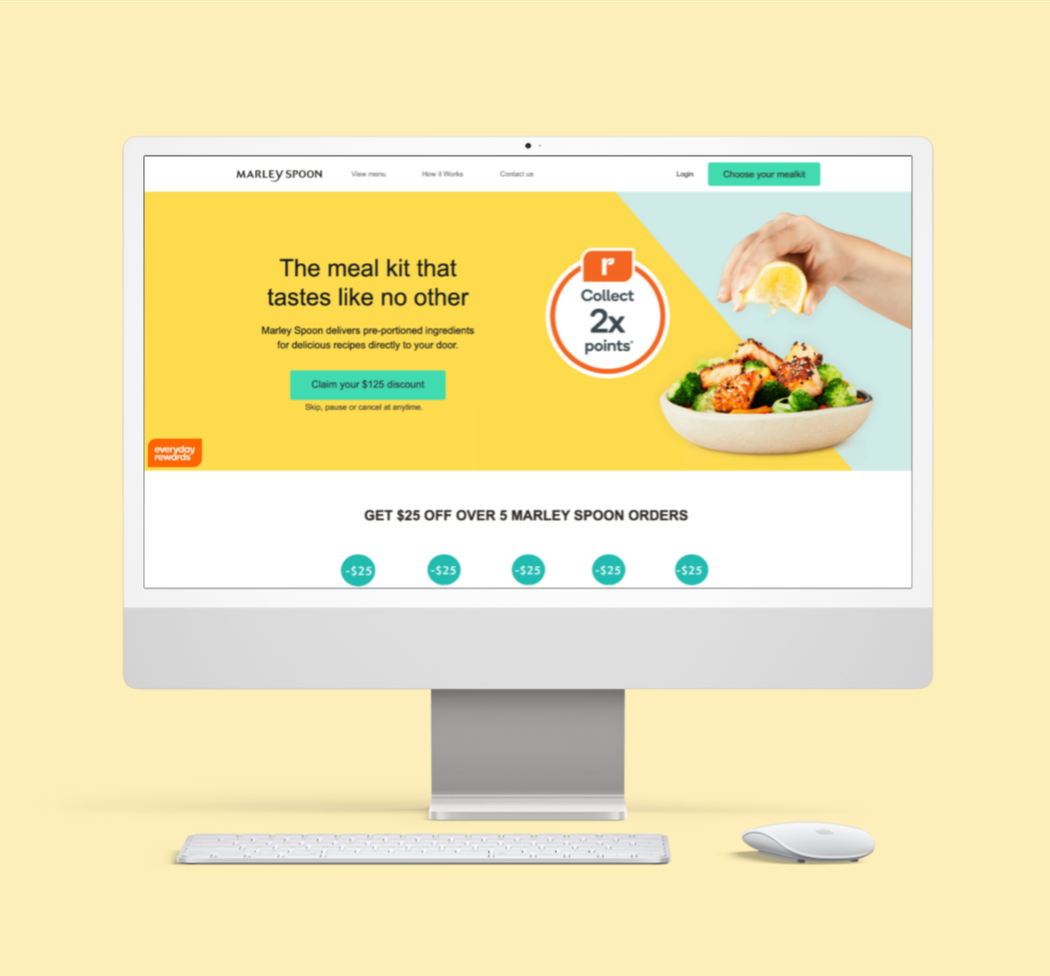 MARLEY SPOON
View menu
How it Works
Contact us
Login
Choose your mealkit
The meal kit that
tastes like no other
Marley Spoon delivers pre-portioned ingredients
for delicious recipes directly to your door.
Claim your $125 discount
Skip, pause or cancel at anytime.
r
Collect
2x
points*
everyday
rewards
GET $25 OFF OVER 5 MARLEY SPOON ORDERS
-$25
-$25
-$25
-$25
-$25